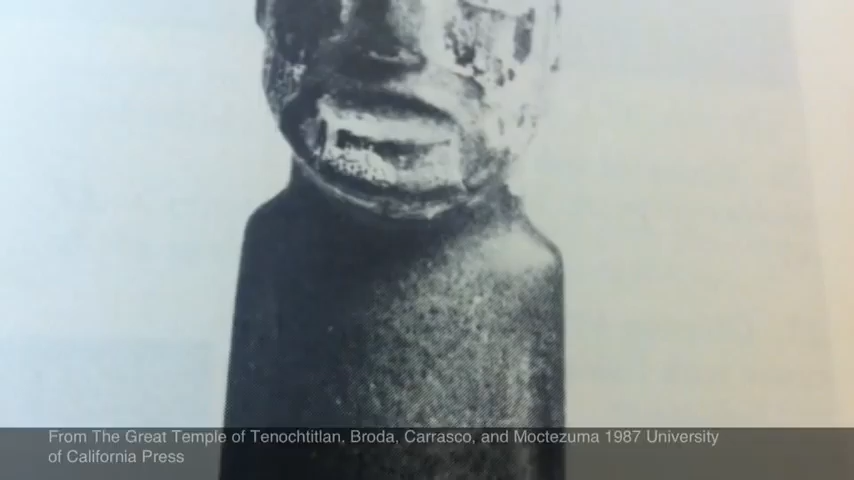 From The Great Temple of Tenochtitlan, Broda, Carrasco, and Moctezuma 1987 University
of California Press